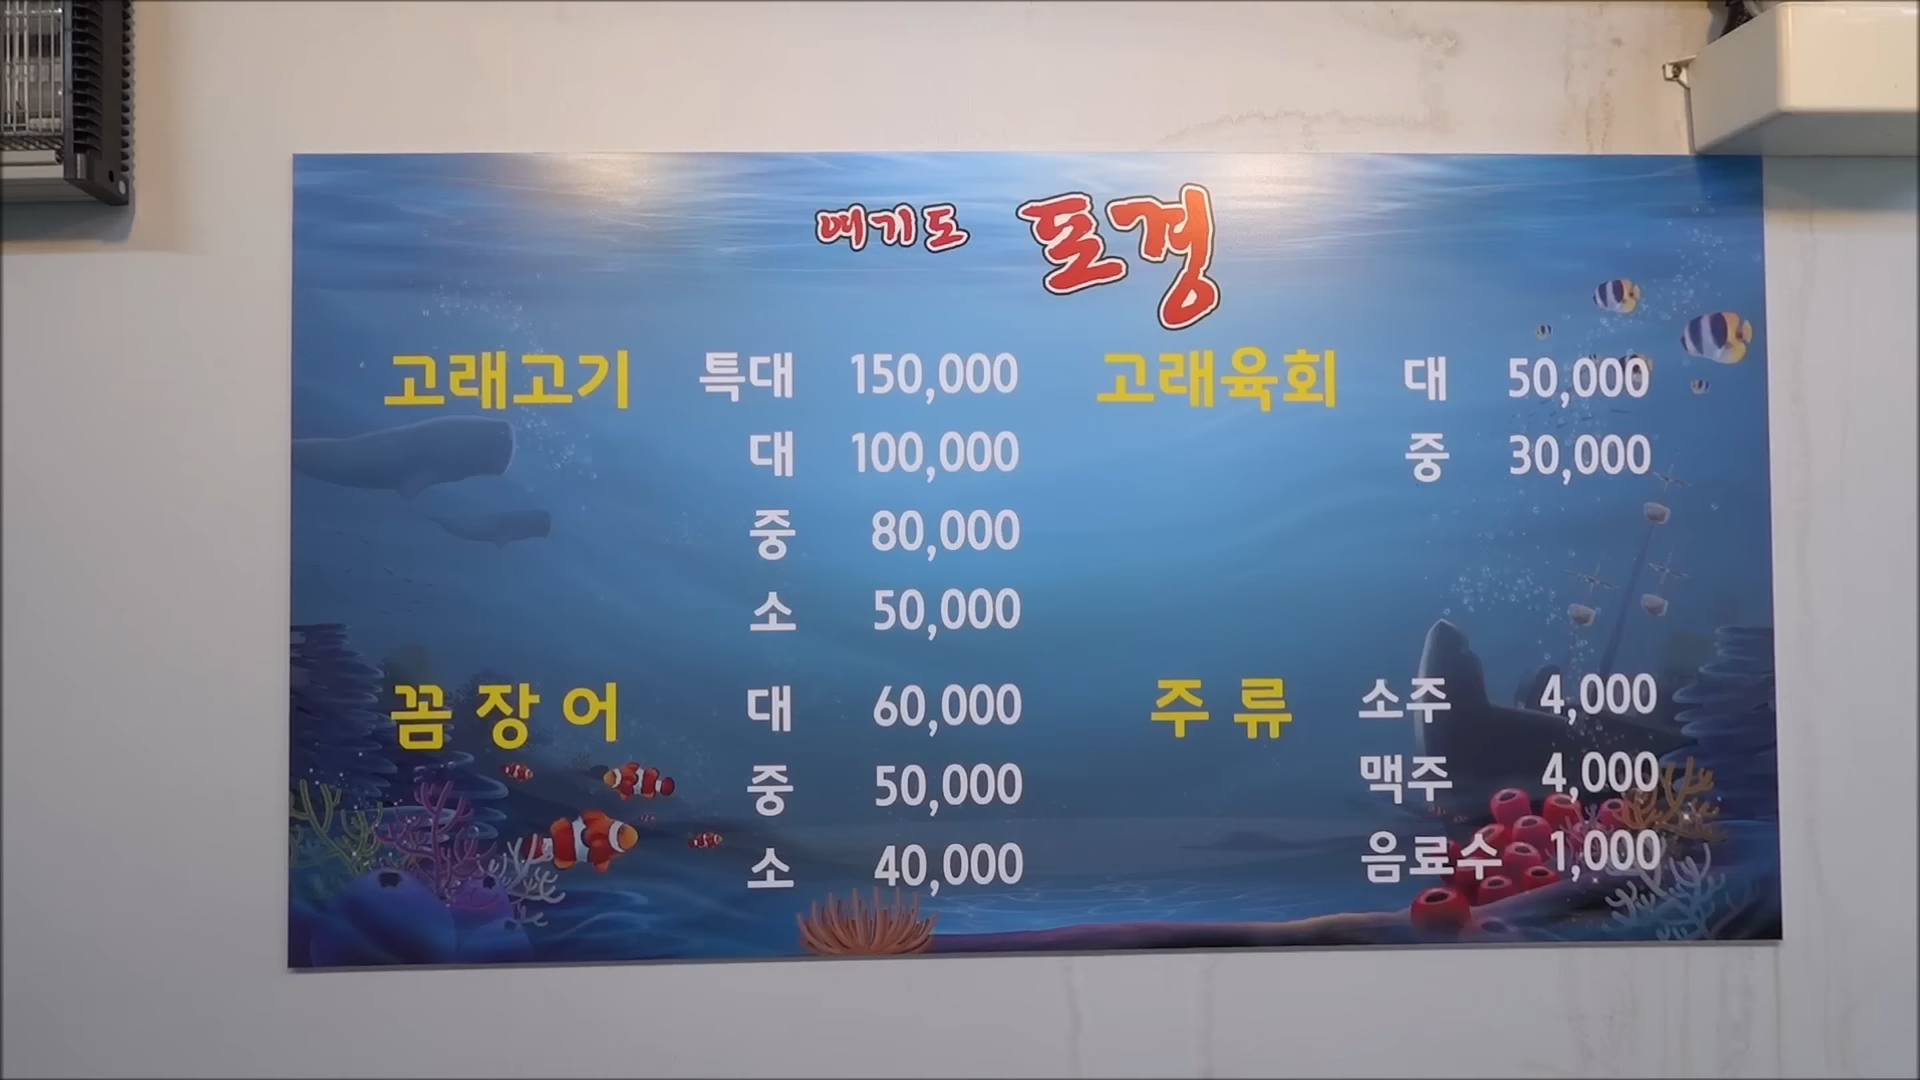 여기도 포경
고래고기 특대 150,000
대 100,000
중 80,000
소 50,000
고래육회 대 50,000
중 30,000
꼼장어 대 60,000
중 50,000
소 40,000
주류 소주 4,000
맥주 4,000
음료수 1,000